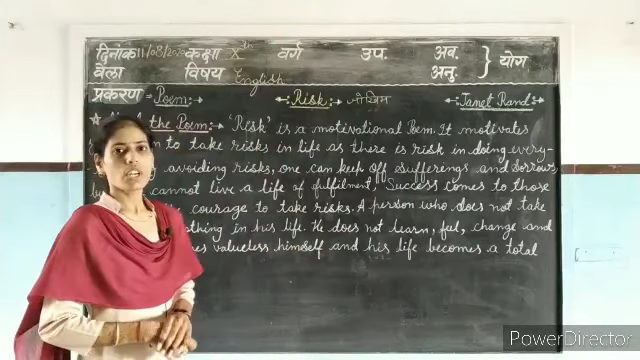 दिनांक 11/08/20 कक्षा Xth वर्ग उप. अब. } योग
बेला विषय English अनु.
प्रकरण = Poem :→ ←: Risk :→ जोखिम ←: Janet Rand :→
★ the Poem :→ 'Risk' is a motivational Poem. It motivates
to take risks in life as there is risk in doing every-
avoiding risks, one can keep off sufferings and sorrows,
cannot live a life of fulfilment. Success comes to those
courage to take risks. A person who does not take
in his life. He does not learn, feel, change and
valueless himself and his life becomes a total
PowerDirector